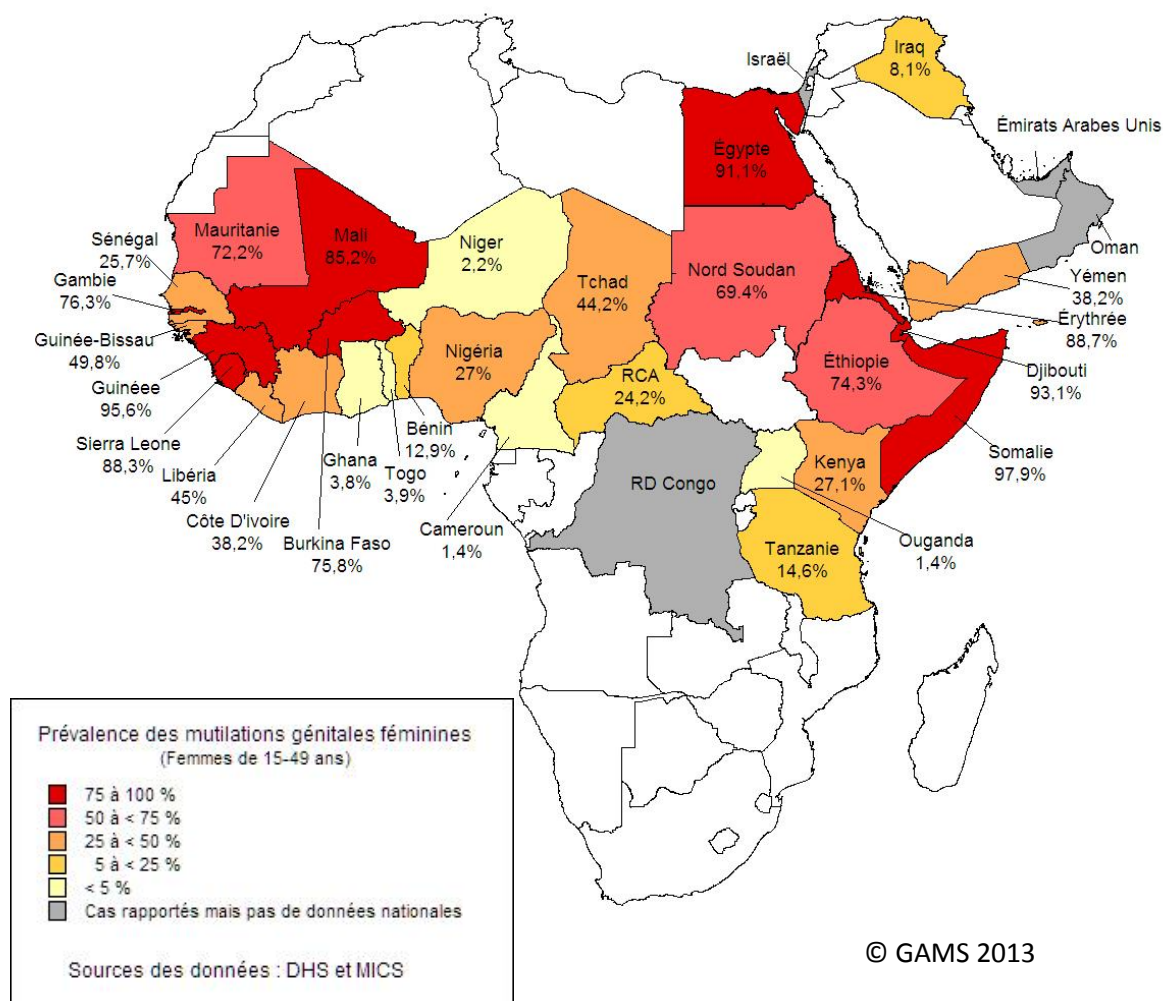 Israël
Iraq
8,1%
Émirats Arabes Unis
Égypte
91,1%
Oman
Mauritanie
72,2%
Mali
85,2%
Niger
2,2%
Tchad
44,2%
Nord Soudan
69.4%
Yémen
38,2%
Sénégal
25,7%
Gambie
76,3%
Érythrée
88,7%
Guinée-Bissau
49,8%
Nigéria
27%
RCA
24,2%
Éthiopie
74,3%
Djibouti
93,1%
Guinéee
95,6%
Sierra Leone
88,3%
Libéria
45%
Côte D'ivoire
38,2%
Burkina Faso
75,8%
Ghana
3,8%
Togo
3,9%
Bénin
12,9%
Cameroun
1,4%
RD Congo
Kenya
27,1%
Somalie
97,9%
Ouganda
1,4%
Tanzanie
14,6%
Prévalence des mutilations génitales féminines
(Femmes de 15-49 ans)
75 à 100 %
50 à < 75 %
25 à < 50 %
5 à < 25 %
< 5 %
Cas rapportés mais pas de données nationales
Sources des données : DHS et MICS
© GAMS 2013